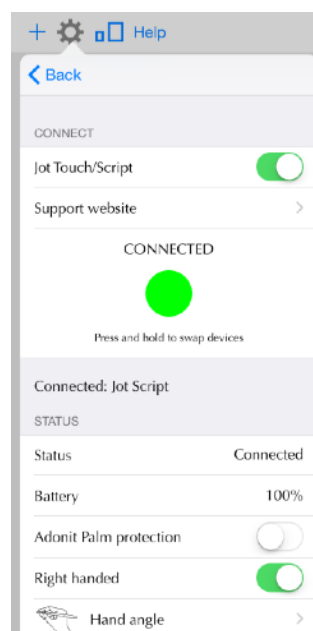 + Help
Back
CONNECT
Jot Touch/Script
Support website
CONNECTED
Press and hold to swap devices
Connected: Jot Script
STATUS
Status Connected
Battery 100%
Adonit Palm protection
Right handed
Hand angle